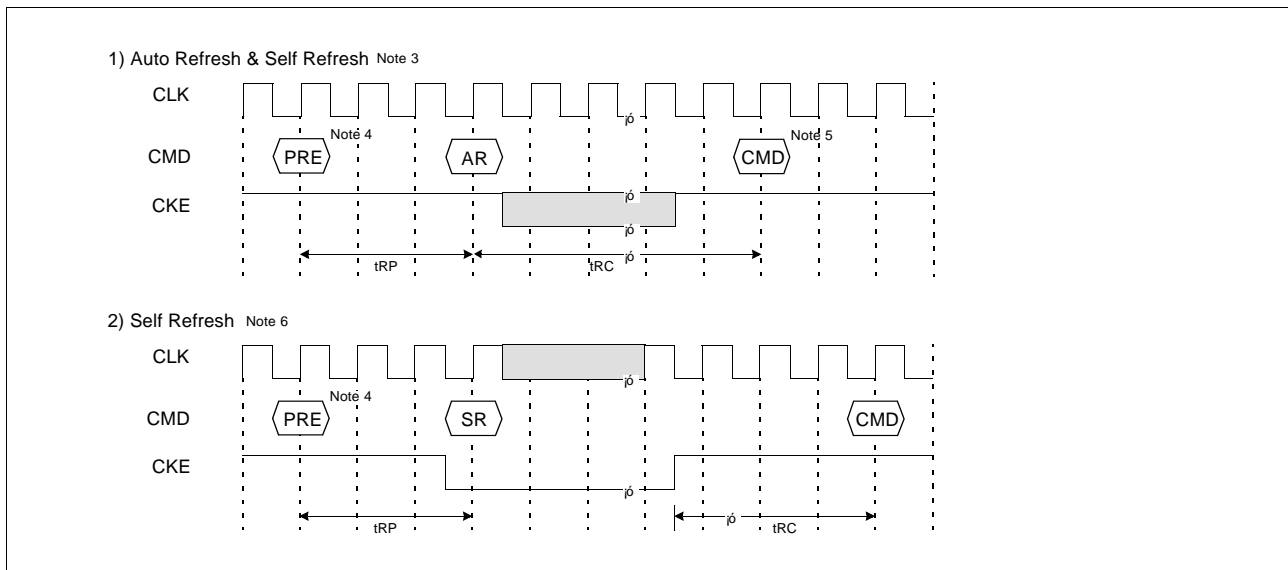 1) Auto Refresh & Self Refresh Note 3
CLK
¡ó
CMD
PRE
Note 4
AR
CMD
Note 5
CKE
¡ó
¡ó
tRP
tRC
¡ó
2) Self Refresh Note 6
CLK
¡ó
CMD
PRE
Note 4
SR
CMD
CKE
¡ó
tRP
¡ó
tRC